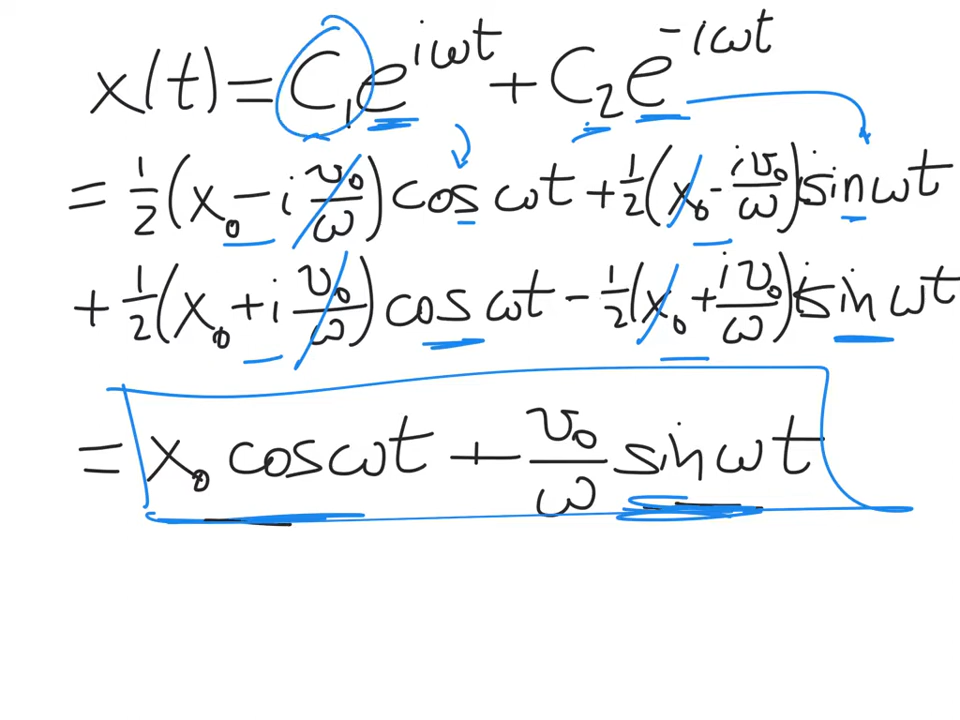 x(t) = C₁e^{iωt} + C₂e^{-iωt}
= ½(x₀ - i v₀/ω) cos ωt + ½(x₀ - iv₀/ω) i sin ωt
+ ½(x₀ + i v₀/ω) cos ωt - ½(x₀ + iv₀/ω) i sin ωt
= x₀ cos ωt + v₀/ω sin ωt